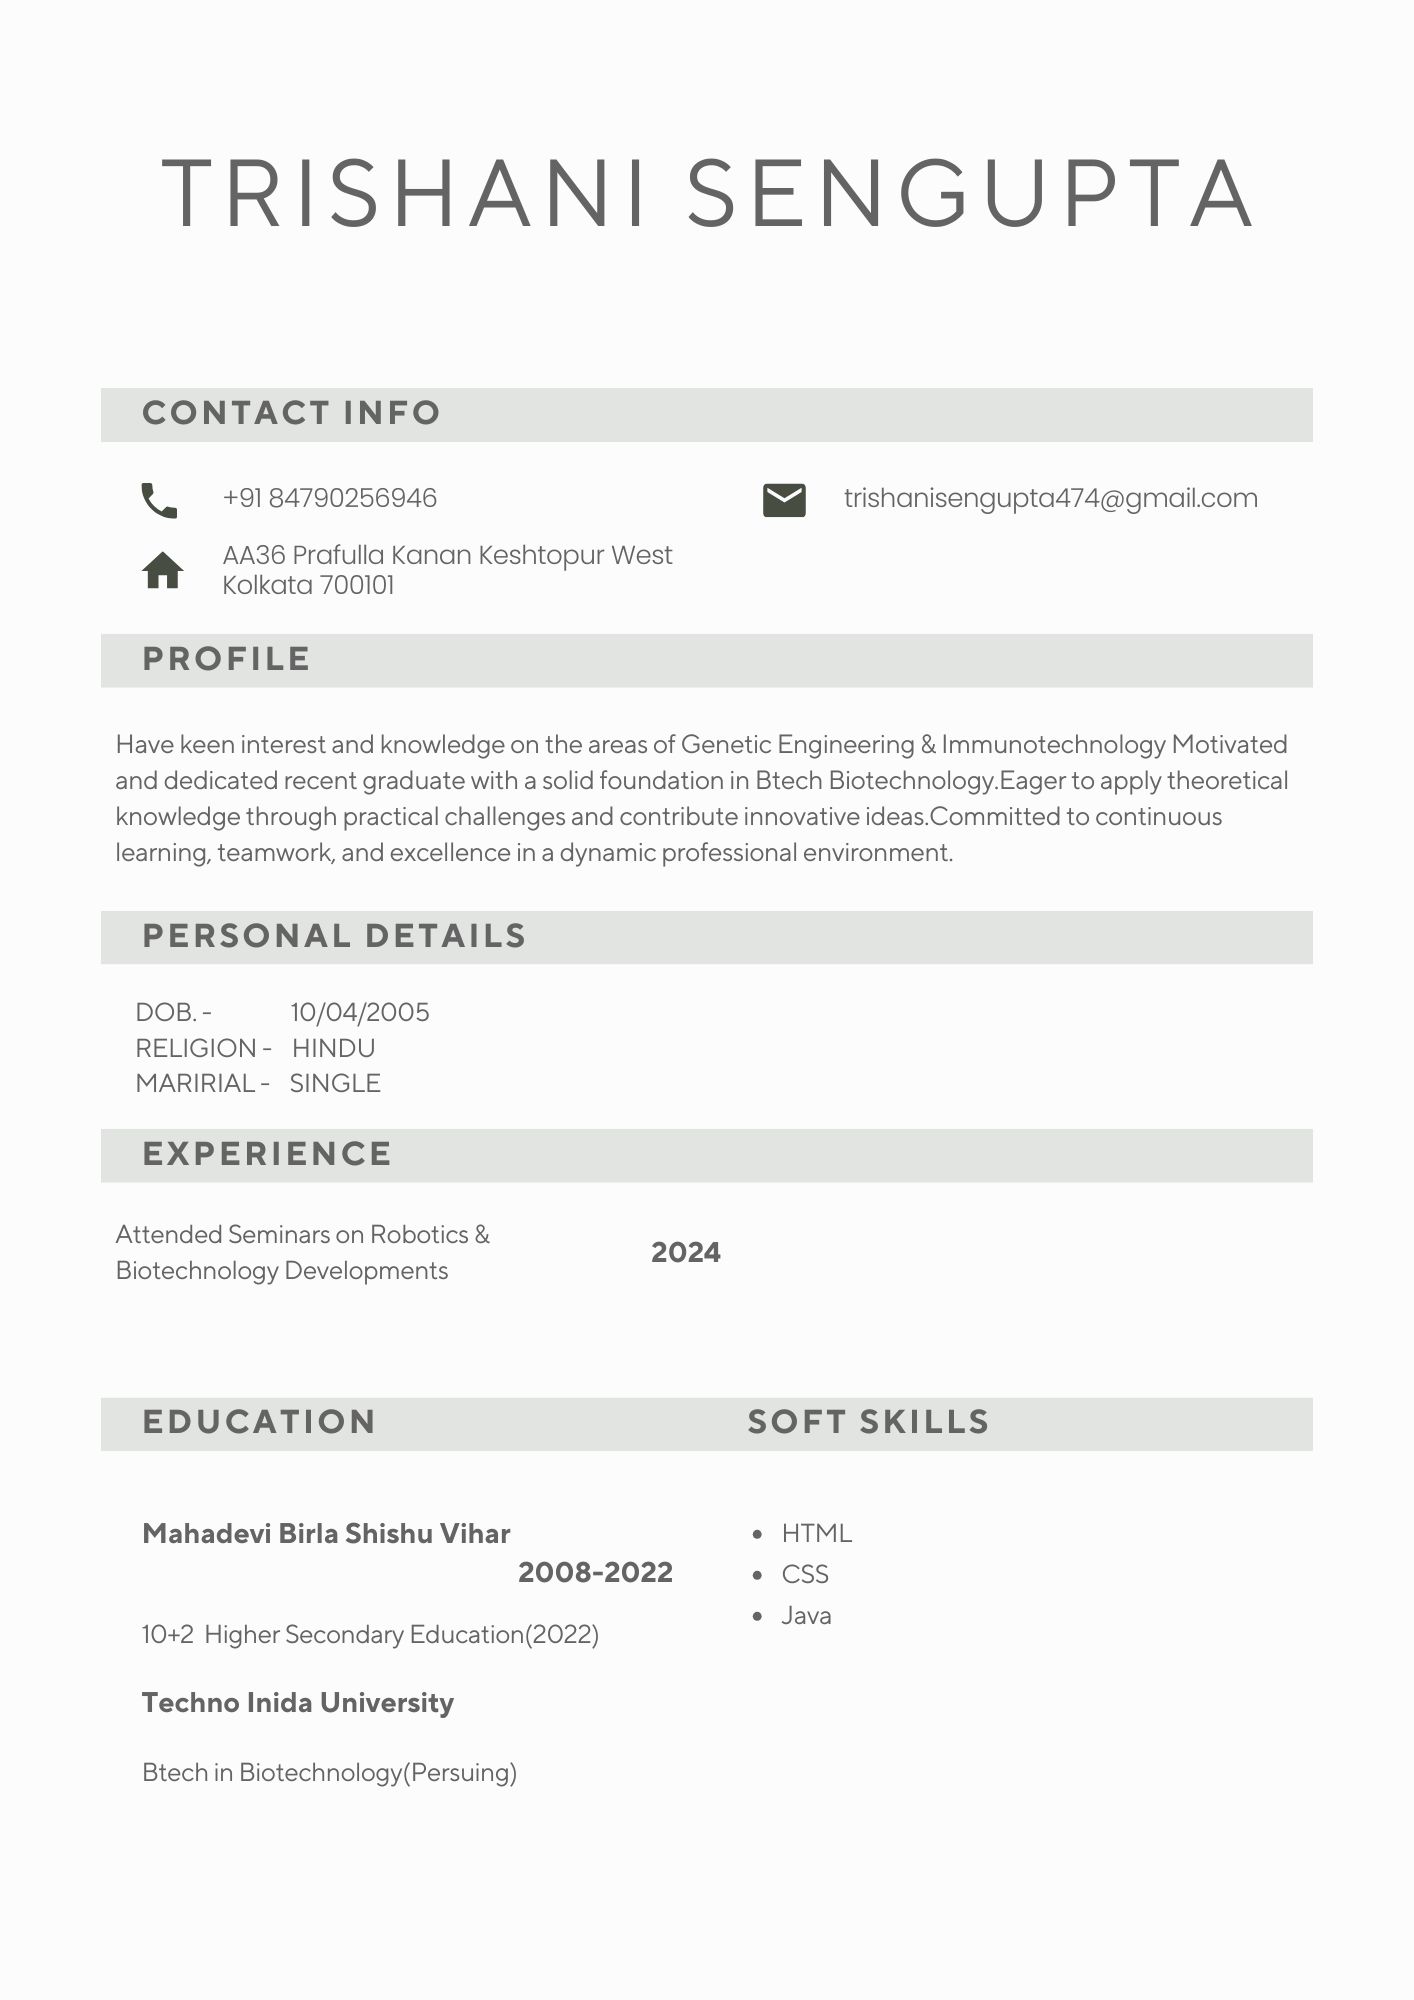 TRISHANI SENGUPTA
CONTACT INFO
+91 84790256946
trishanisengupta474@gmail.com
AA36 Prafulla Kanan Keshtopur West
Kolkata 700101
PROFILE
Have keen interest and knowledge on the areas of Genetic Engineering & Immunotechnology Motivated
and dedicated recent graduate with a solid foundation in Btech Biotechnology.Eager to apply theoretical
knowledge through practical challenges and contribute innovative ideas.Committed to continuous
learning, teamwork, and excellence in a dynamic professional environment.
PERSONAL DETAILS
DOB. - 10/04/2005
RELIGION - HINDU
MARIRIAL - SINGLE
EXPERIENCE
Attended Seminars on Robotics &
Biotechnology Developments
2024
EDUCATION
Mahadevi Birla Shishu Vihar
2008-2022
10+2 Higher Secondary Education(2022)
Techno Inida University
Btech in Biotechnology(Persuing)
SOFT SKILLS
• HTML
• CSS
• Java